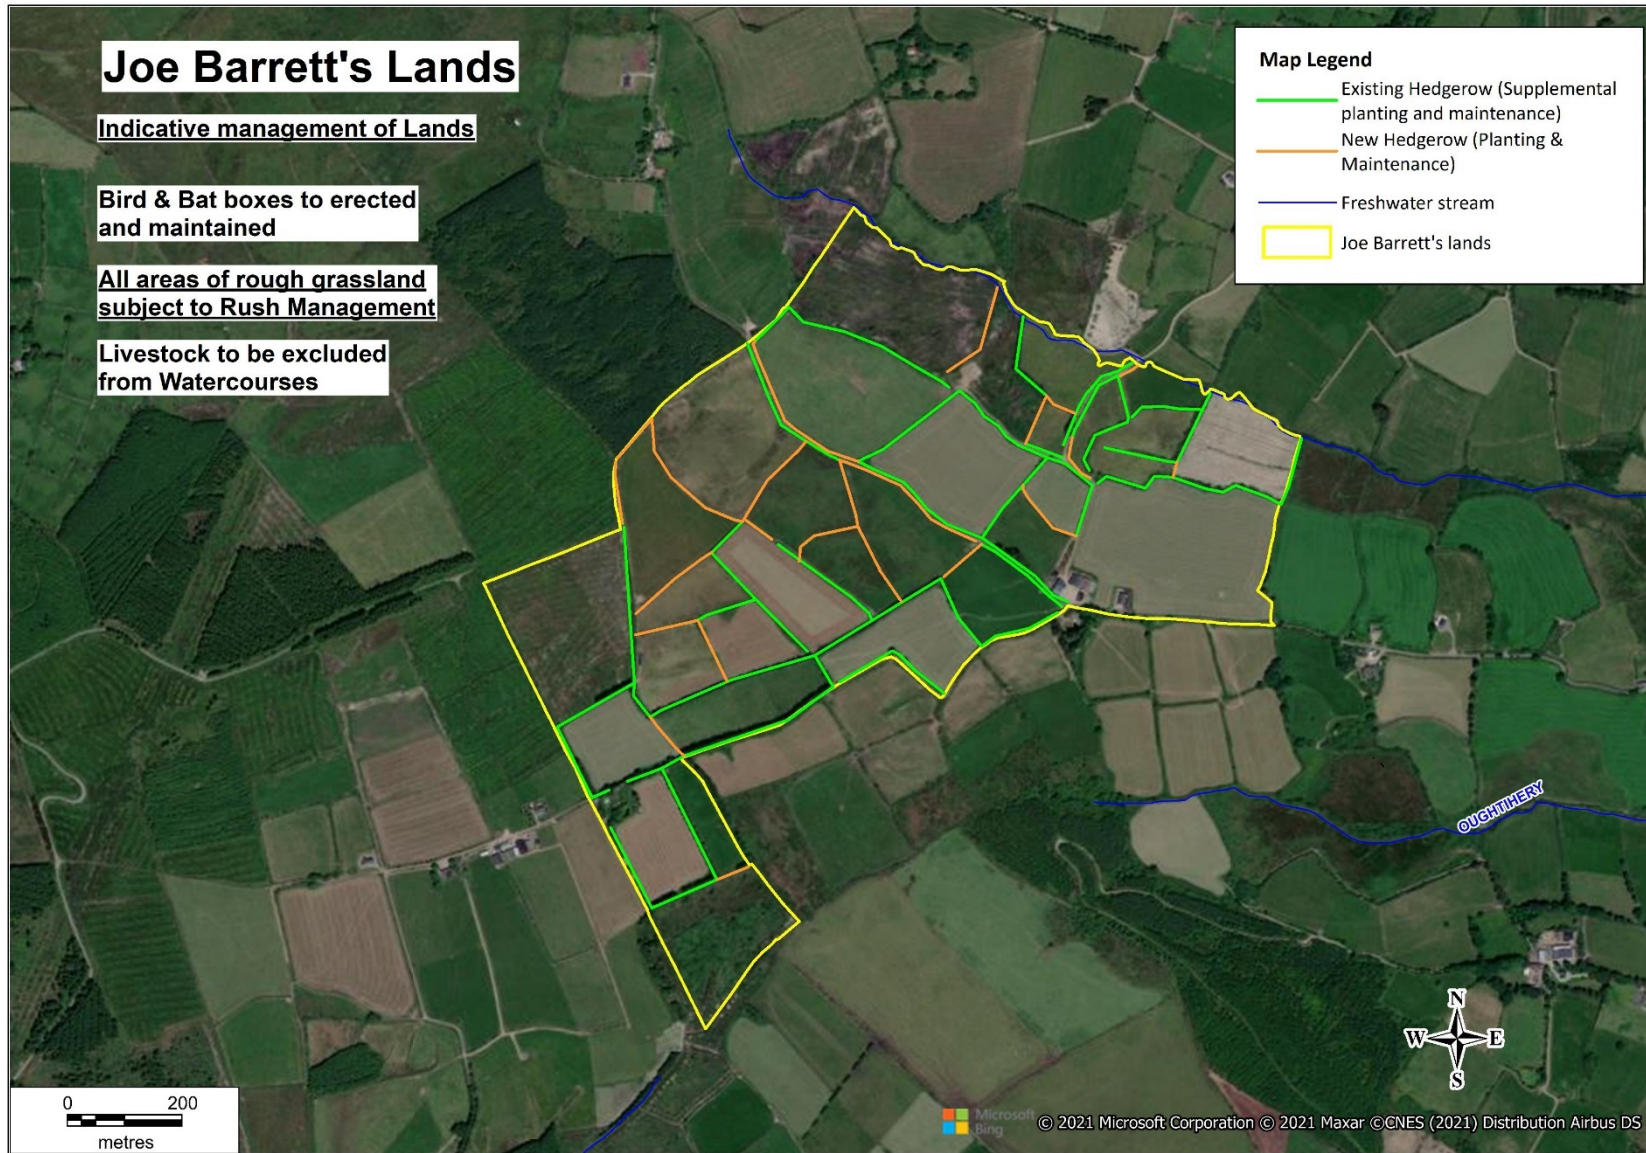 Joe Barrett's Lands
Indicative management of Lands
Bird & Bat boxes to erected
and maintained
All areas of rough grassland
subject to Rush Management
Livestock to be excluded
from Watercourses
Map Legend
Existing Hedgerow (Supplemental
planting and maintenance)
New Hedgerow (Planting &
Maintenance)
Freshwater stream
Joe Barrett's lands
OUGHTIHERY
N
W
E
S
0 200
metres
Microsoft
Bing
© 2021 Microsoft Corporation © 2021 Maxar ©CNES (2021) Distribution Airbus DS